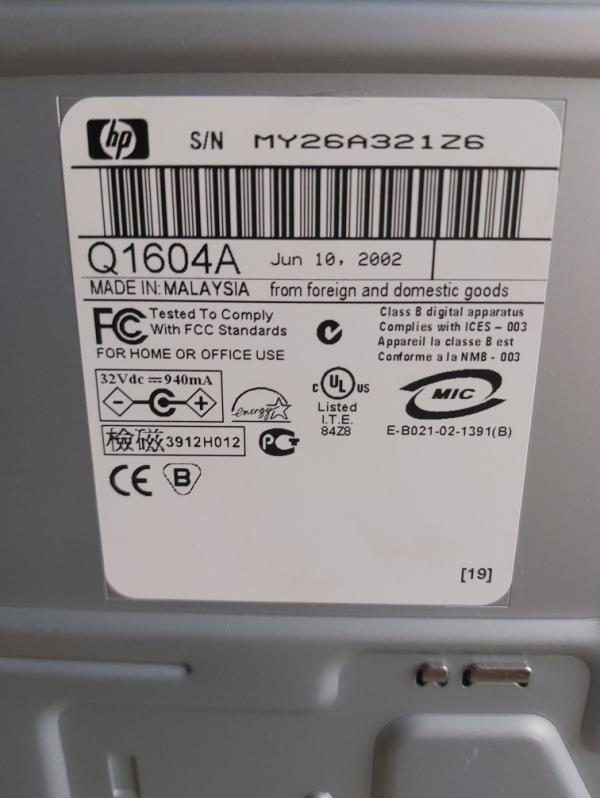 hp S/N MY26A321Z6
Q1604A Jun 10, 2002
MADE IN: MALAYSIA from foreign and domestic goods
FC Tested To Comply
With FCC Standards
FOR HOME OR OFFICE USE
Class B digital apparatus
Complies with ICES - 003
Appareil la classe B est
Conforme a la NMB - 003
32Vdc 940mA
- C +
energy
C UL US
Listed
I.T.E.
84Z8
MIC
E-B021-02-1391(B)
檢磁 3912H012
PCT
CE B
[19]